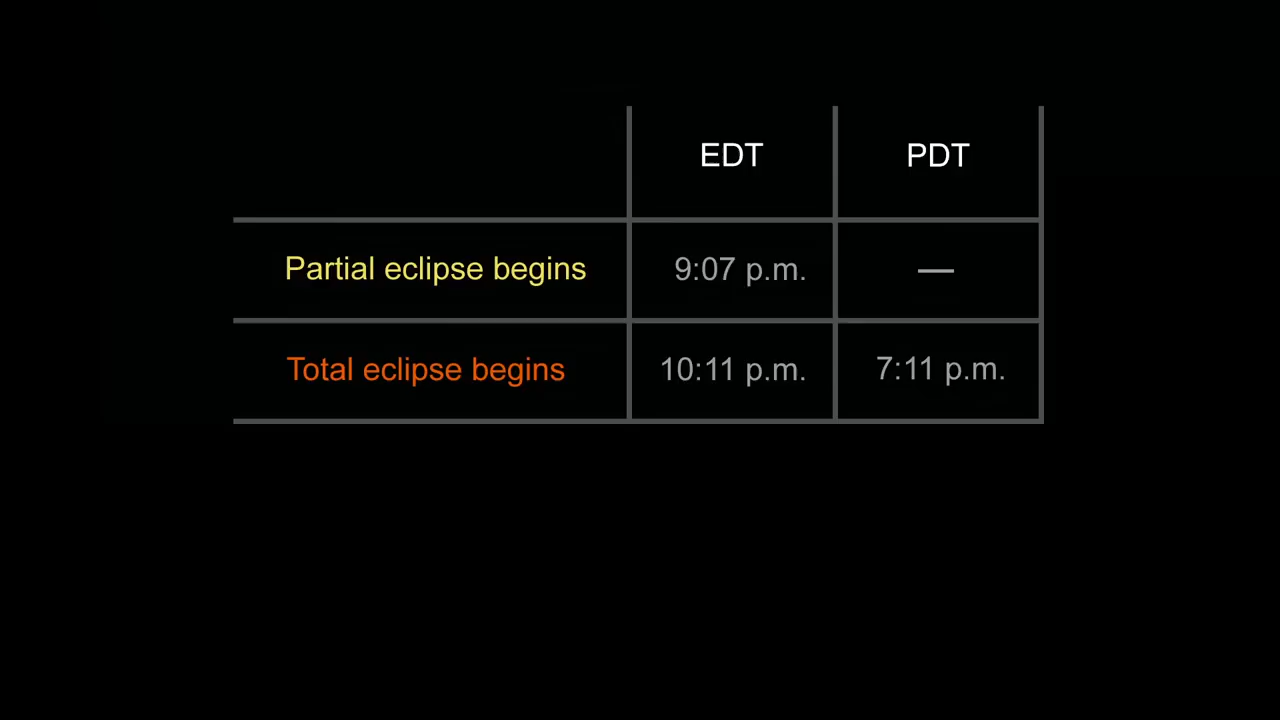 EDT PDT
Partial eclipse begins 9:07 p.m. —
Total eclipse begins 10:11 p.m. 7:11 p.m.